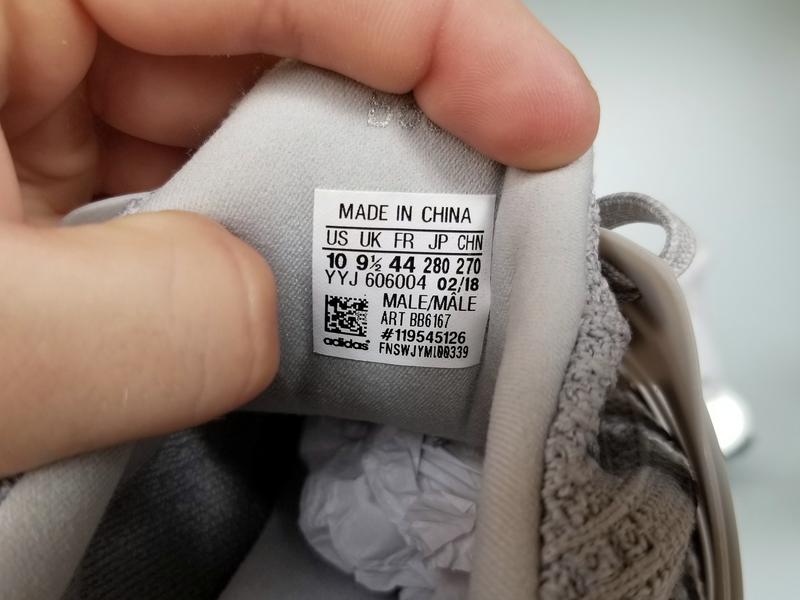 MADE IN CHINA
US UK FR JP CHN
10 9½ 44 280 270
YYJ 606004 02/18
MALE/MÂLE
ART BB6167
#119545126
adidas® FNSWJYML00339